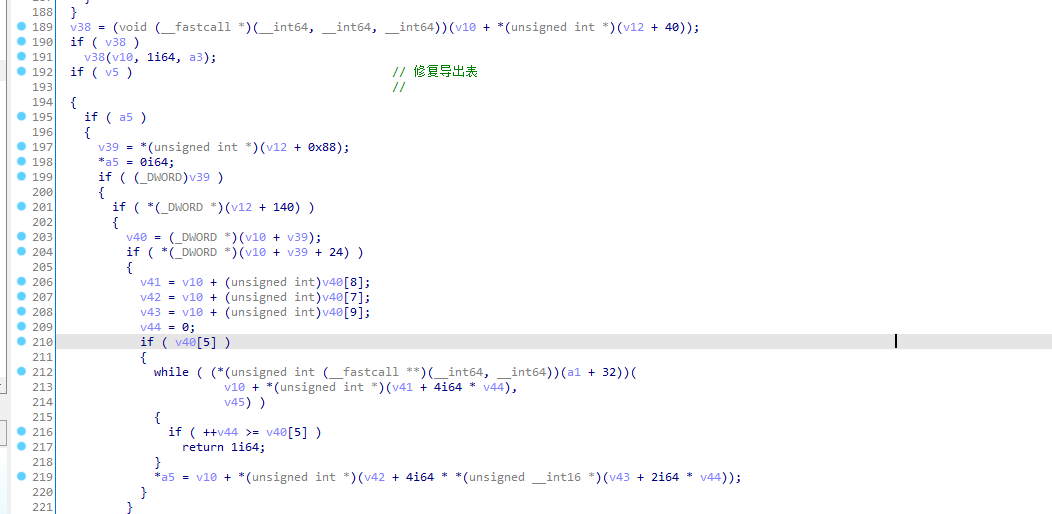 188 }
189 v38 = (void (__fastcall *)(__int64, __int64, __int64))(v10 + *(unsigned int *)(v12 + 40));
190 if ( v38 )
191 v38(v10, 1i64, a3);
192 if ( v5 ) // 修复导出表
193 //
194 {
195 if ( a5 )
196 {
197 v39 = *(unsigned int *)(v12 + 0x88);
198 *a5 = 0i64;
199 if ( (_DWORD)v39 )
200 {
201 if ( *(_DWORD *)(v12 + 140) )
202 {
203 v40 = (_DWORD *)(v10 + v39);
204 if ( *(_DWORD *)(v10 + v39 + 24) )
205 {
206 v41 = v10 + (unsigned int)v40[8];
207 v42 = v10 + (unsigned int)v40[7];
208 v43 = v10 + (unsigned int)v40[9];
209 v44 = 0;
210 if ( v40[5] )
211 {
212 while ( (*(unsigned int (__fastcall **)(__int64, __int64))(a1 + 32))(
213 v10 + *(unsigned int *)(v41 + 4i64 * v44),
214 v45) )
215 {
216 if ( ++v44 >= v40[5] )
217 return 1i64;
218 }
219 *a5 = v10 + *(unsigned int *)(v42 + 4i64 * *(unsigned __int16 *)(v43 + 2i64 * v44));
220 }
221 }